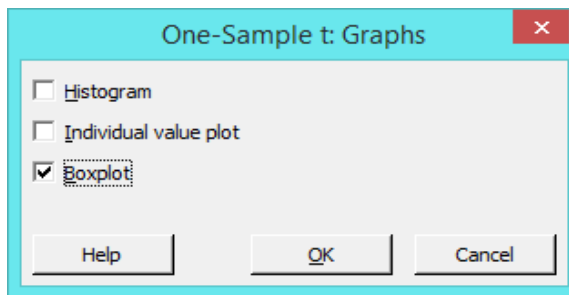 One-Sample t: Graphs
Histogram
Individual value plot
Boxplot
Help OK Cancel